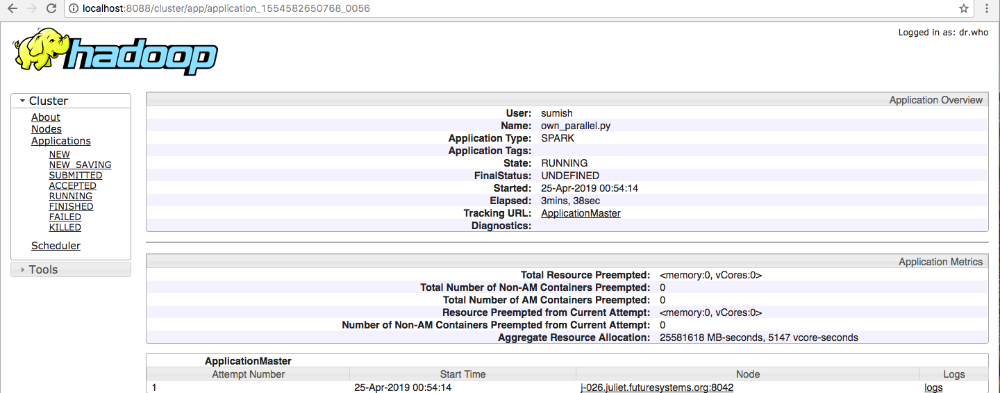 localhost:8088/cluster/app/application_1554582650768_0056
Logged in as: dr.who
hadoop
Cluster
About
Nodes
Applications
NEW
NEW_SAVING
SUBMITTED
ACCEPTED
RUNNING
FINISHED
FAILED
KILLED
Scheduler
Tools
Application Overview
User: sumish
Name: own_parallel.py
Application Type: SPARK
Application Tags:
State: RUNNING
FinalStatus: UNDEFINED
Started: 25-Apr-2019 00:54:14
Elapsed: 3mins, 38sec
Tracking URL: ApplicationMaster
Diagnostics:
Application Metrics
Total Resource Preempted: <memory:0, vCores:0>
Total Number of Non-AM Containers Preempted: 0
Total Number of AM Containers Preempted: 0
Resource Preempted from Current Attempt: <memory:0, vCores:0>
Number of Non-AM Containers Preempted from Current Attempt: 0
Aggregate Resource Allocation: 25581618 MB-seconds, 5147 vcore-seconds
ApplicationMaster
Attempt Number Start Time Node Logs
1 25-Apr-2019 00:54:14 j-026.juliet.futuresystems.org:8042 logs